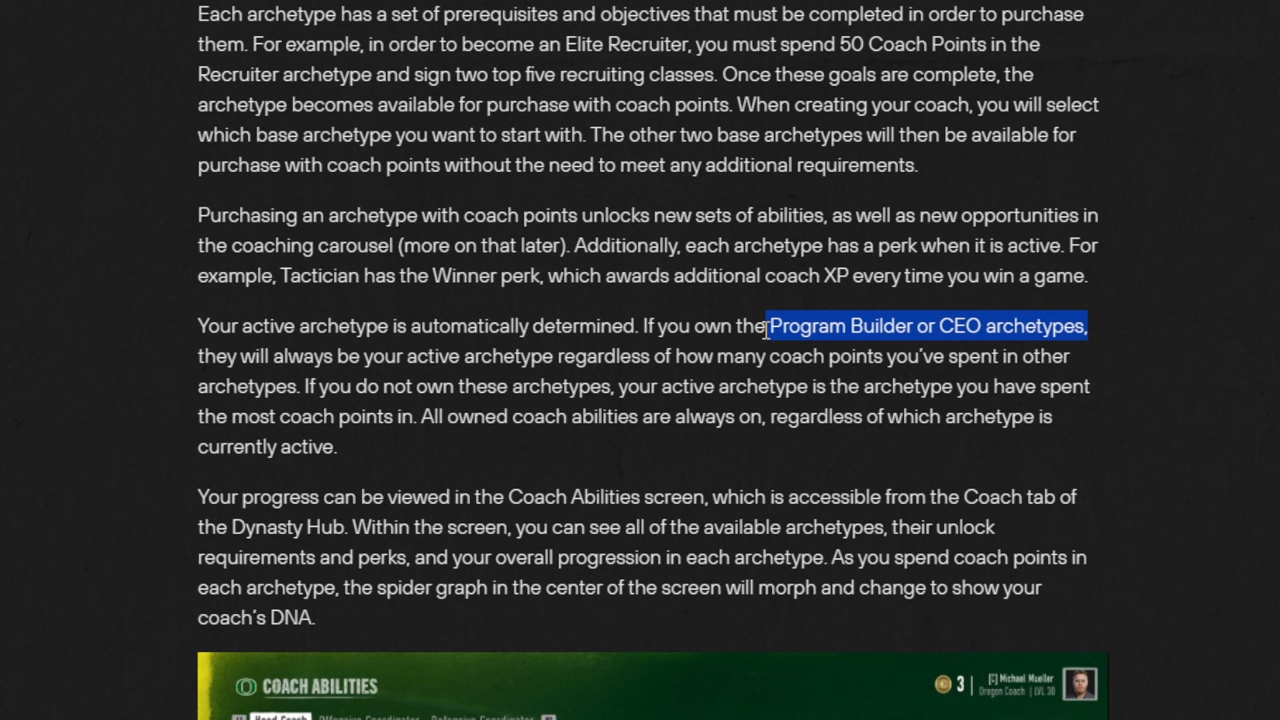 Each archetype has a set of prerequisites and objectives that must be completed in order to purchase
them. For example, in order to become an Elite Recruiter, you must spend 50 Coach Points in the
Recruiter archetype and sign two top five recruiting classes. Once these goals are complete, the
archetype becomes available for purchase with coach points. When creating your coach, you will select
which base archetype you want to start with. The other two base archetypes will then be available for
purchase with coach points without the need to meet any additional requirements.
Purchasing an archetype with coach points unlocks new sets of abilities, as well as new opportunities in
the coaching carousel (more on that later). Additionally, each archetype has a perk when it is active. For
example, Tactician has the Winner perk, which awards additional coach XP every time you win a game.
Your active archetype is automatically determined. If you own the Program Builder or CEO archetypes,
they will always be your active archetype regardless of how many coach points you've spent in other
archetypes. If you do not own these archetypes, your active archetype is the archetype you have spent
the most coach points in. All owned coach abilities are always on, regardless of which archetype is
currently active.
Your progress can be viewed in the Coach Abilities screen, which is accessible from the Coach tab of
the Dynasty Hub. Within the screen, you can see all of the available archetypes, their unlock
requirements and perks, and your overall progression in each archetype. As you spend coach points in
each archetype, the spider graph in the center of the screen will morph and change to show your
coach's DNA.
COACH ABILITIES
3
[C] Michael Mueller
Oregon Coach | LVL 30
Head Coach Offensive Coordinator Defensive Coordinator